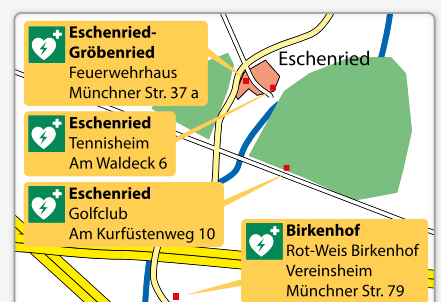 Eschenried-
Gröbenried
Feuerwehrhaus
Münchner Str. 37 a
Eschenried
Eschenried
Tennisheim
Am Waldeck 6
Eschenried
Golfclub
Am Kurfüstenweg 10
Birkenhof
Rot-Weis Birkenhof
Vereinsheim
Münchner Str. 79